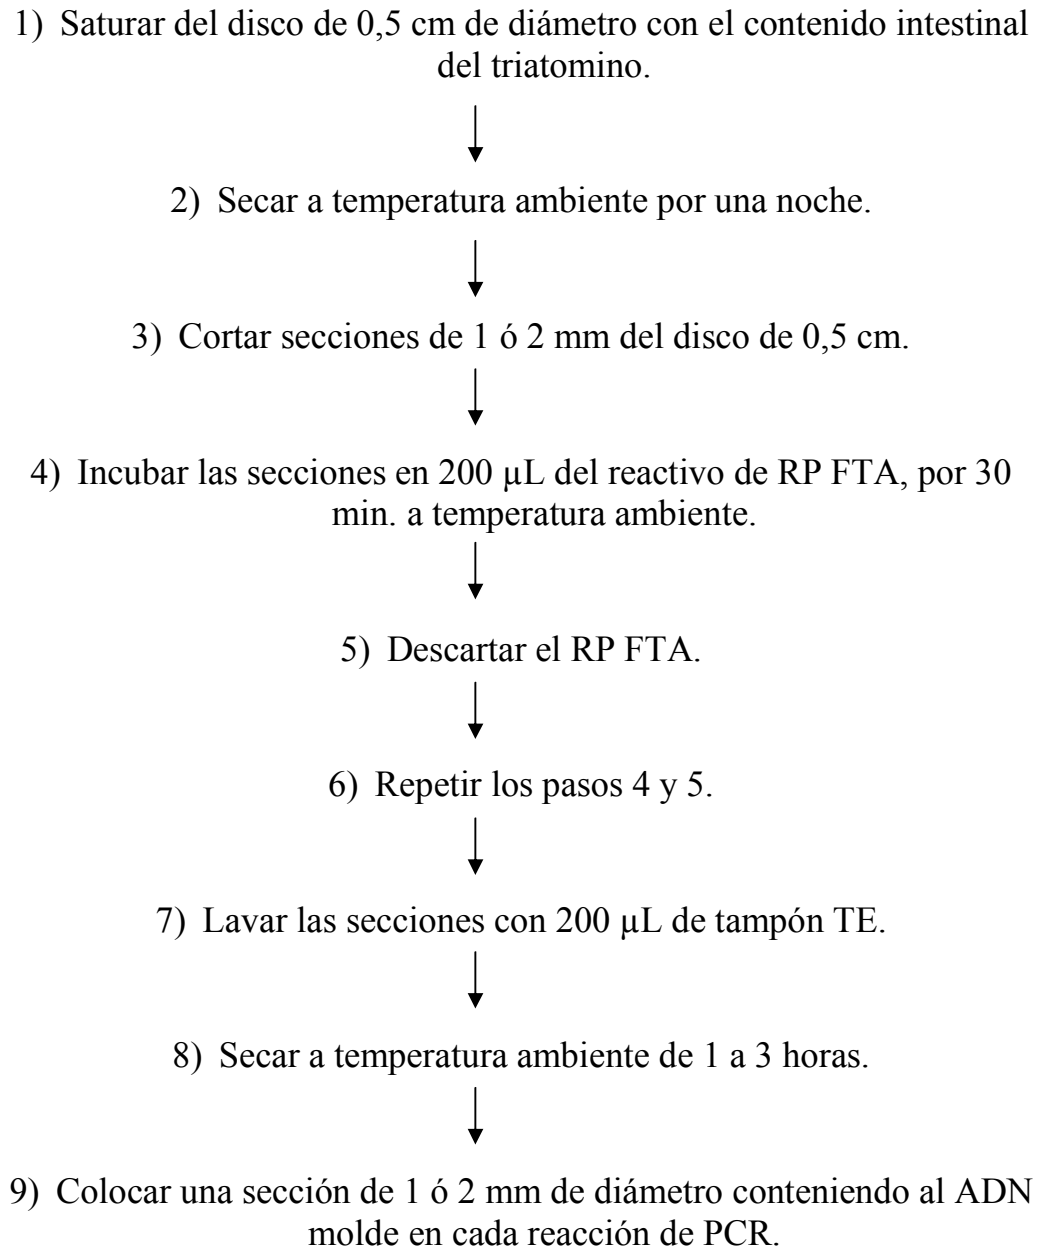 1) Saturar del disco de 0,5 cm de diámetro con el contenido intestinal
del triatomino.
2) Secar a temperatura ambiente por una noche.
3) Cortar secciones de 1 ó 2 mm del disco de 0,5 cm.
4) Incubar las secciones en 200 µL del reactivo de RP FTA, por 30
min. a temperatura ambiente.
5) Descartar el RP FTA.
6) Repetir los pasos 4 y 5.
7) Lavar las secciones con 200 µL de tampón TE.
8) Secar a temperatura ambiente de 1 a 3 horas.
9) Colocar una sección de 1 ó 2 mm de diámetro conteniendo al ADN
molde en cada reacción de PCR.